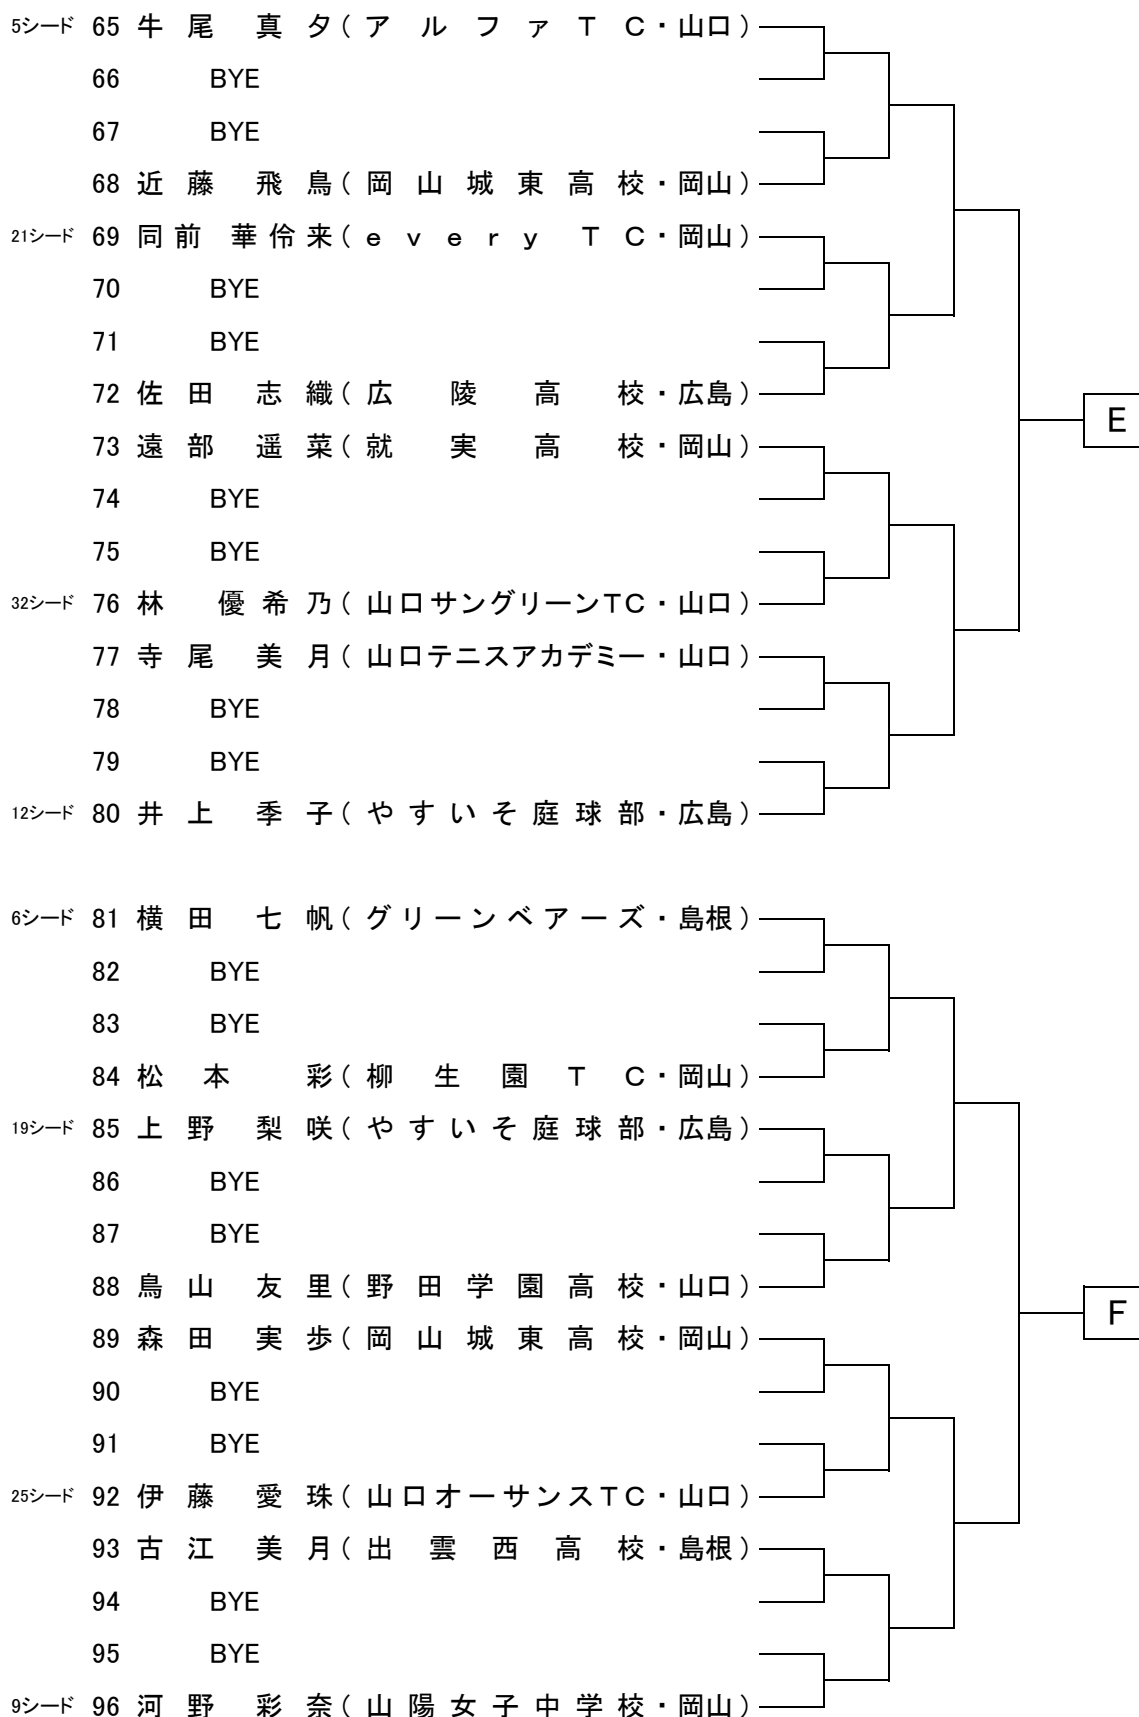 5シード 65 牛尾 真夕(アルファTC・山口)
66 BYE
67 BYE
68 近藤 飛鳥(岡山城東高校・岡山)
21シード 69 同前 華伶来(every TC・岡山)
70 BYE
71 BYE
72 佐田 志織(広陵高校・広島)
E
73 遠部 遥菜(就実高校・岡山)
74 BYE
75 BYE
32シード 76 林 優希乃(山口サングリーンTC・山口)
77 寺尾 美月(山口テニスアカデミー・山口)
78 BYE
79 BYE
12シード 80 井上 季子(やすいそ庭球部・広島)
6シード 81 横田 七帆(グリーンベアーズ・島根)
82 BYE
83 BYE
84 松本 彩(柳生園TC・岡山)
19シード 85 上野 梨咲(やすいそ庭球部・広島)
86 BYE
87 BYE
88 鳥山 友里(野田学園高校・山口)
F
89 森田 実歩(岡山城東高校・岡山)
90 BYE
91 BYE
25シード 92 伊藤 愛珠(山口オーサンスTC・山口)
93 古江 美月(出雲西高校・島根)
94 BYE
95 BYE
9シード 96 河野 彩奈(山陽女子中学校・岡山)